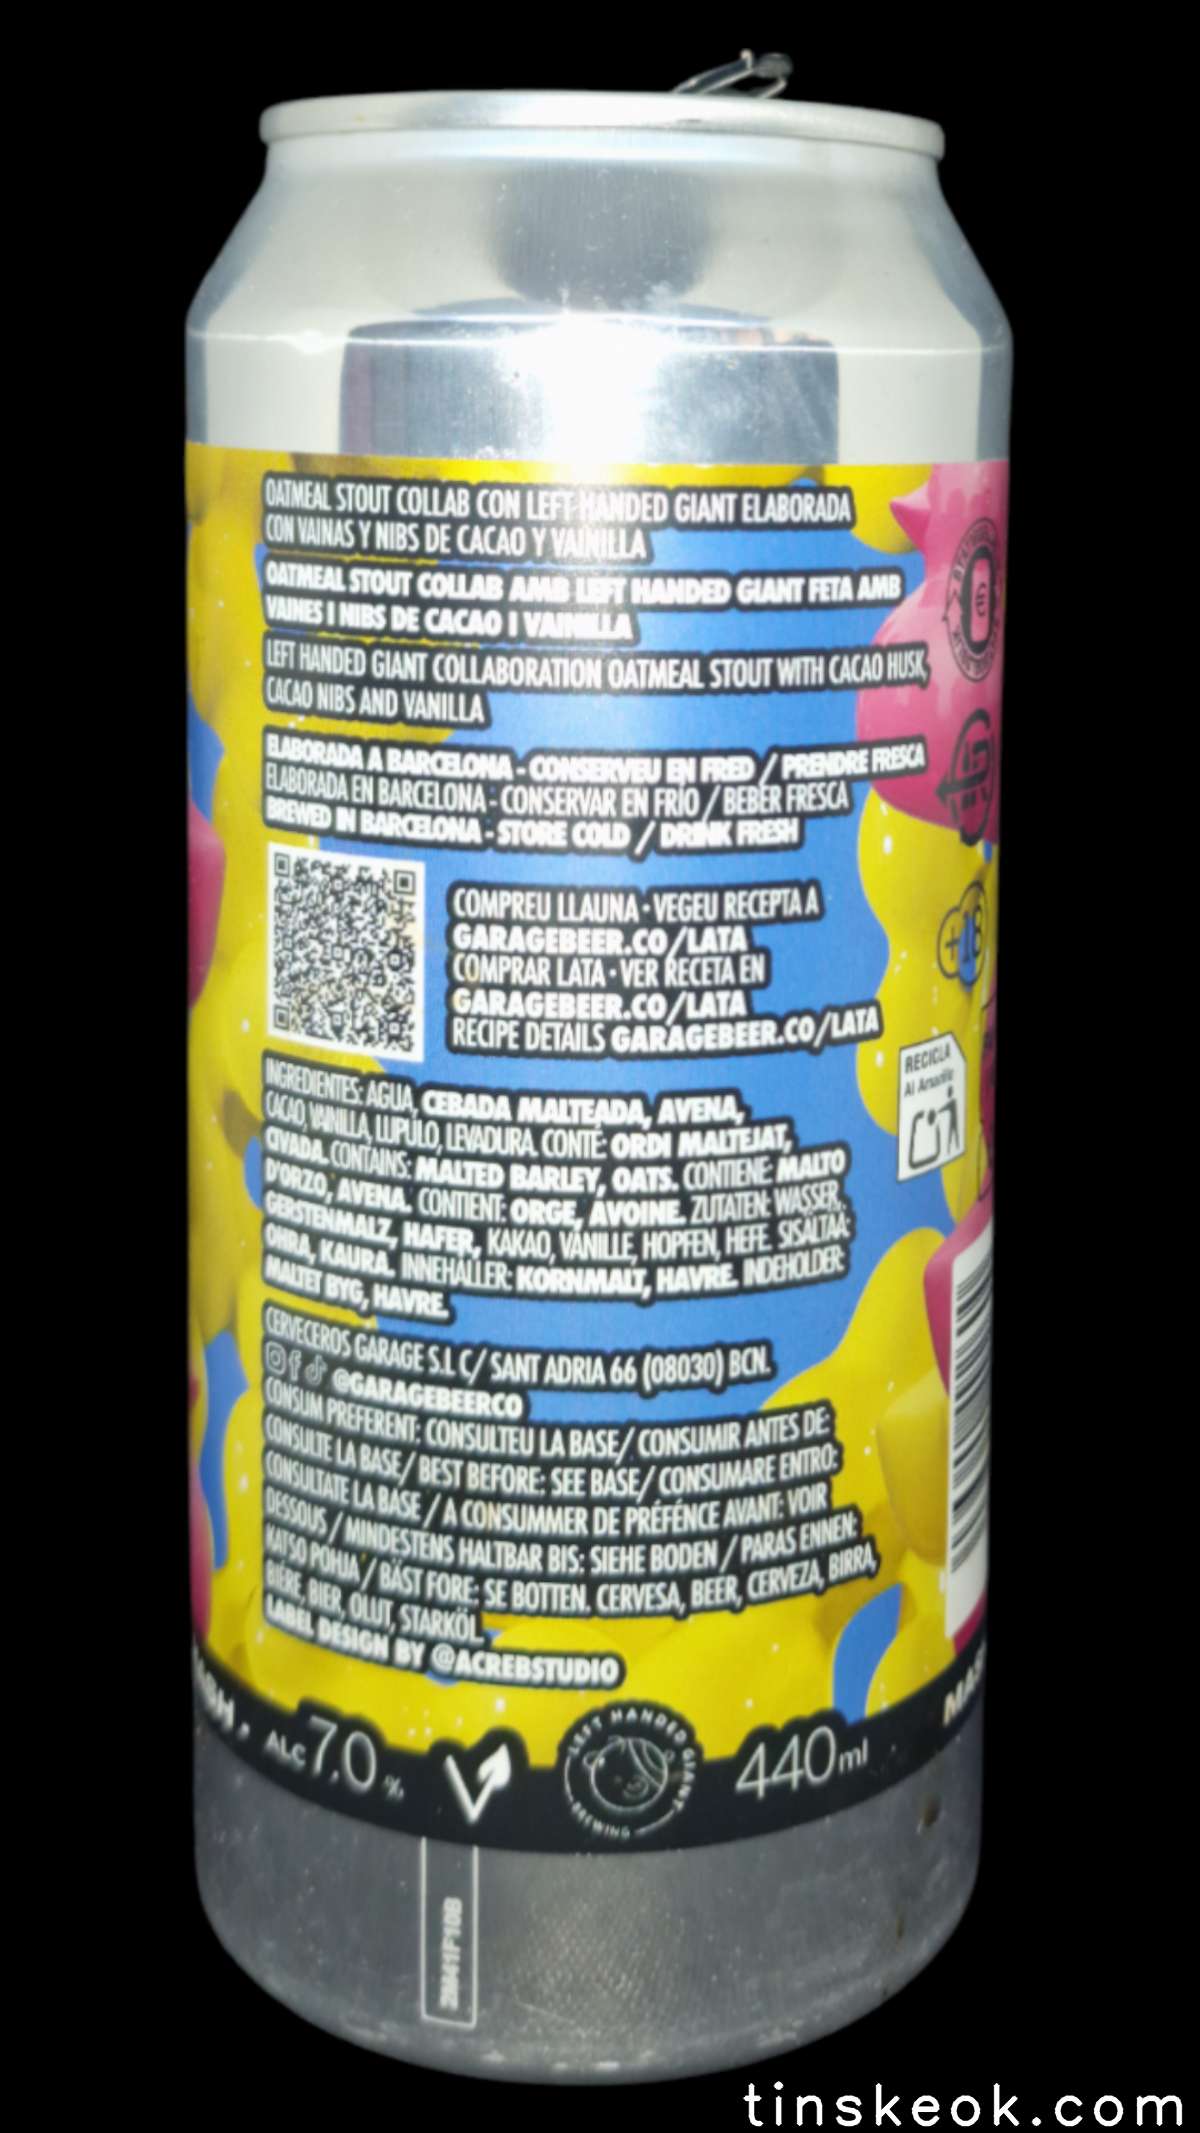 OATMEAL STOUT COLLAB CON LEFT HANDED GIANT ELABORADA
CON VAINAS Y NIBS DE CACAO Y VAINILLA
OATMEAL STOUT COLLAB AMB LEFT HANDED GIANT FETA AMB
VAINES I NIBS DE CACAO I VAINILLA
LEFT HANDED GIANT COLLABORATION OATMEAL STOUT WITH CACAO HUSK,
CACAO NIBS AND VANILLA
ELABORADA A BARCELONA - CONSERVEU EN FRED / PRENDRE FRESCA
ELABORADA EN BARCELONA - CONSERVAR EN FRÍO / BEBER FRESCA
BREWED IN BARCELONA - STORE COLD / DRINK FRESH
COMPREU LLAUNA · VEGEU RECEPTA A
GARAGEBEER.CO/LATA
COMPRAR LATA · VER RECETA EN
GARAGEBEER.CO/LATA
RECIPE DETAILS GARAGEBEER.CO/LATA
+18
RECICLA
Al Amarillo
INGREDIENTES: AGUA, CEBADA MALTEADA, AVENA,
CACAO, VAINILLA, LUPULO, LEVADURA. CONTÉ: ORDI MALTEJAT,
CIVADA. CONTAINS: MALTED BARLEY, OATS. CONTIENE: MALTO
D'ORZO, AVENA. CONTIENT: ORGE, AVOINE. ZUTATEN: WASSER,
GERSTENMALZ, HAFER, KAKAO, VANILLE, HOPFEN, HEFE. SISÄLTÄÄ:
OHRA, KAURA. INNEHÅLLER: KORNMALT, HAVRE. INDEHOLDER:
MALTET BYG, HAVRE.
CERVECEROS GARAGE S.L C/ SANT ADRIA 66 (08030) BCN.
@GARAGEBEERCO
CONSUM PREFERENT: CONSULTEU LA BASE/ CONSUMIR ANTES DE:
CONSULTE LA BASE/ BEST BEFORE: SEE BASE/ CONSUMARE ENTRO:
CONSULTATE LA BASE / A CONSUMMER DE PRÉFÉNCE AVANT: VOIR
DESSOUS / MINDESTENS HALTBAR BIS: SIEHE BODEN / PARAS ENNEN:
KATSO POHJA / BÄST FORE: SE BOTTEN. CERVESA, BEER, CERVEZA, BIRRA,
BIERE, BIER, OLUT, STARKÖL.
LABEL DESIGN BY @ACREBSTUDIO
ALC 7.0 %
LEFT HANDED GIANT
BREWING
440ml
tinskeok.com